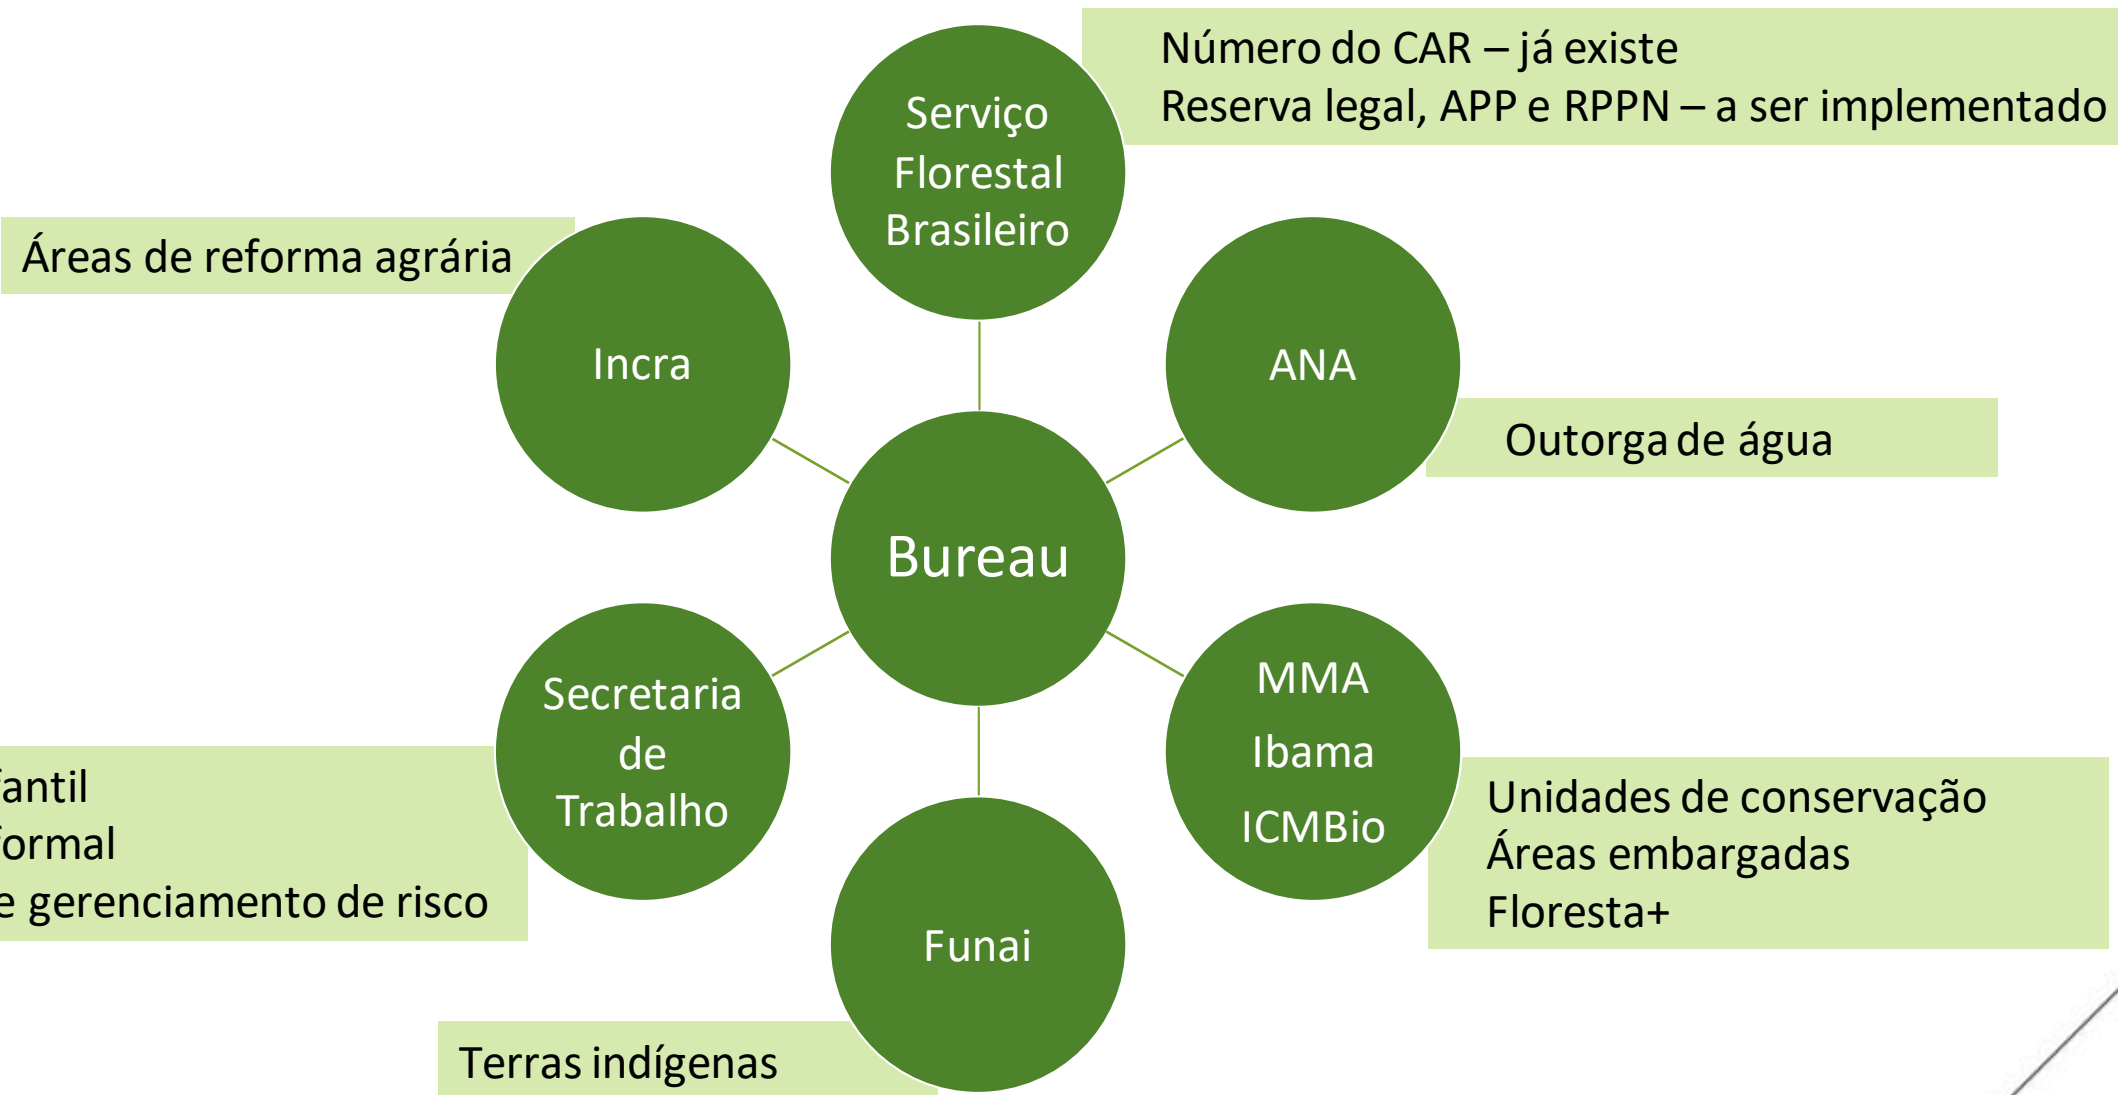 Número do CAR – já existe
Reserva legal, APP e RPPN – a ser implementado
Serviço
Florestal
Brasileiro
Áreas de reforma agrária
Incra
ANA
Outorga de água
Bureau
Secretaria
de
Trabalho
fantil
formal
e gerenciamento de risco
MMA
Ibama
ICMBio
Unidades de conservação
Áreas embargadas
Floresta+
Funai
Terras indígenas